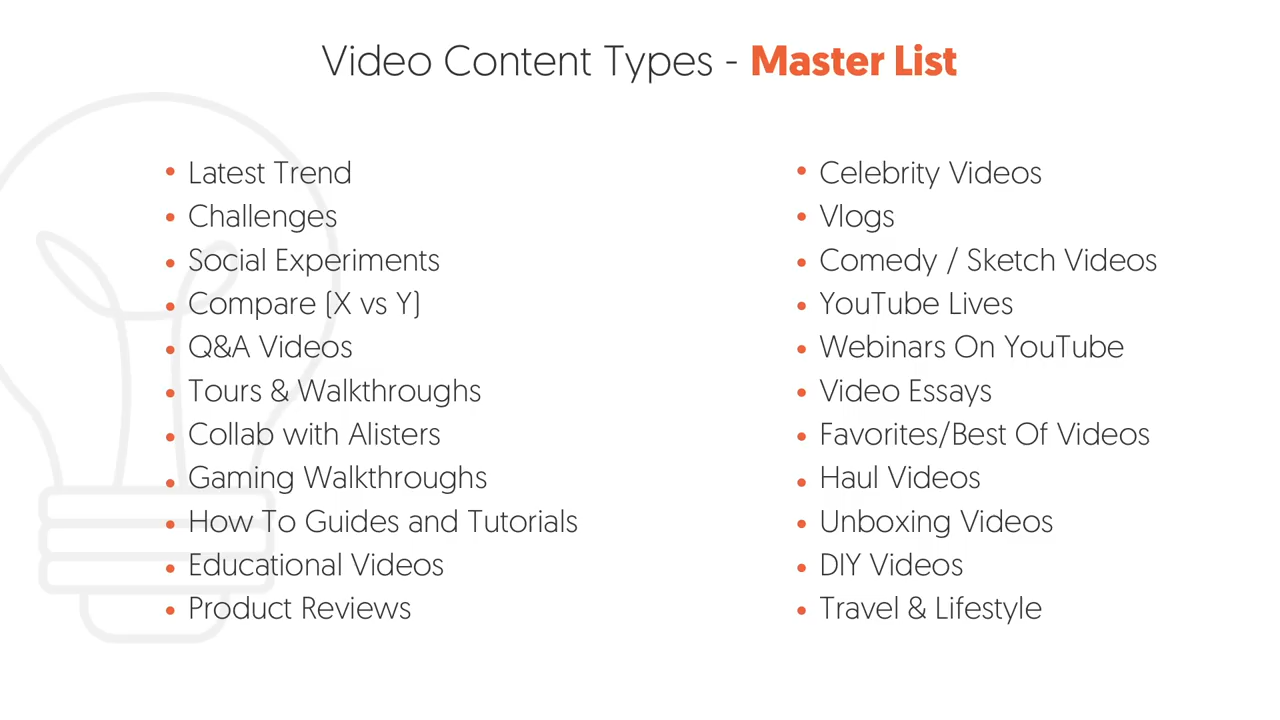 Video Content Types - Master List
• Latest Trend
• Challenges
• Social Experiments
• Compare (X vs Y)
• Q&A Videos
• Tours & Walkthroughs
• Collab with Alisters
• Gaming Walkthroughs
• How To Guides and Tutorials
• Educational Videos
• Product Reviews
• Celebrity Videos
• Vlogs
• Comedy / Sketch Videos
• YouTube Lives
• Webinars On YouTube
• Video Essays
• Favorites/Best Of Videos
• Haul Videos
• Unboxing Videos
• DIY Videos
• Travel & Lifestyle